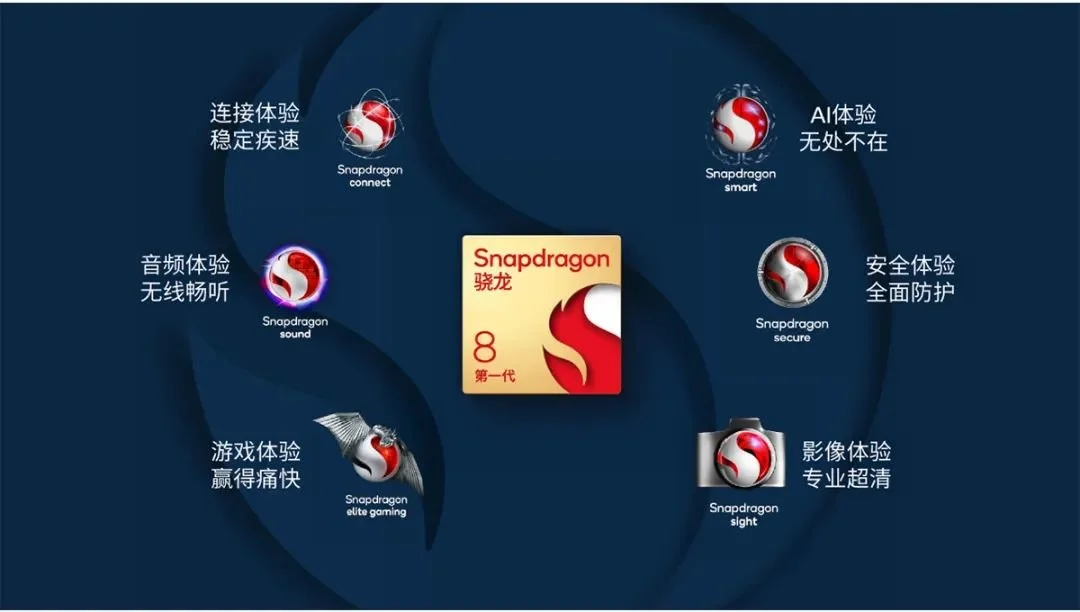 连接体验
稳定疾速
Snapdragon
connect
AI体验
无处不在
Snapdragon
smart
音频体验
无线畅听
Snapdragon
sound
Snapdragon
骁龙
8
第一代
安全体验
全面防护
Snapdragon
secure
游戏体验
赢得痛快
Snapdragon
elite gaming
影像体验
专业超清
Snapdragon
sight